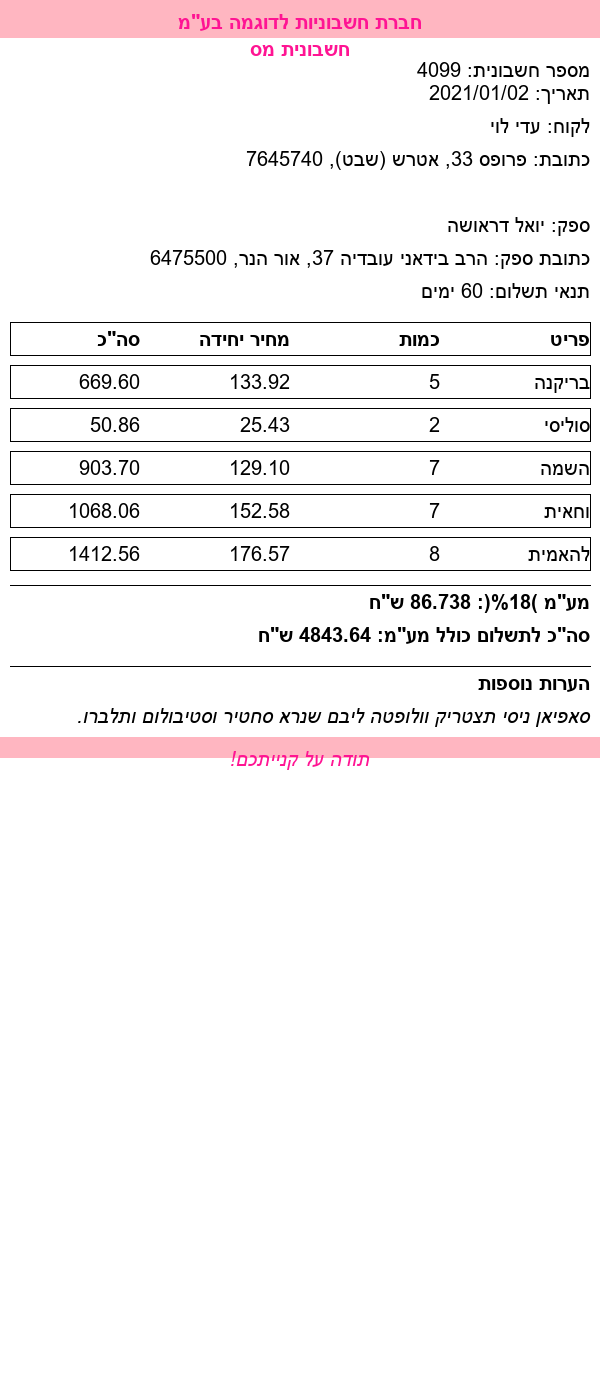 חברת חשבוניות לדוגמה בע"מ
חשבונית מס
מספר חשבונית: 4099
תאריך: 2021/01/02
לקוח: עדי לוי
כתובת: פרופס 33, אטרש (שבט), 7645740
ספק: יואל דראושה
כתובת ספק: הרב בידאני עובדיה 37, אור הנר, 6475500
תנאי תשלום: 60 ימים
פריט כמות מחיר יחידה סה"כ
בריקנה 5 133.92 669.60
סוליסי 2 25.43 50.86
השמה 7 129.10 903.70
וחאית 7 152.58 1068.06
להאמית 8 176.57 1412.56
מע"מ )18%(: 86.738 ש"ח
סה"כ לתשלום כולל מע"מ: 4843.64 ש"ח
הערות נוספות
סאפיאן ניסי תצטריק וולופטה ליבם שנרא סחטיר וסטיבולום ותלברו.
תודה על קנייתכם!